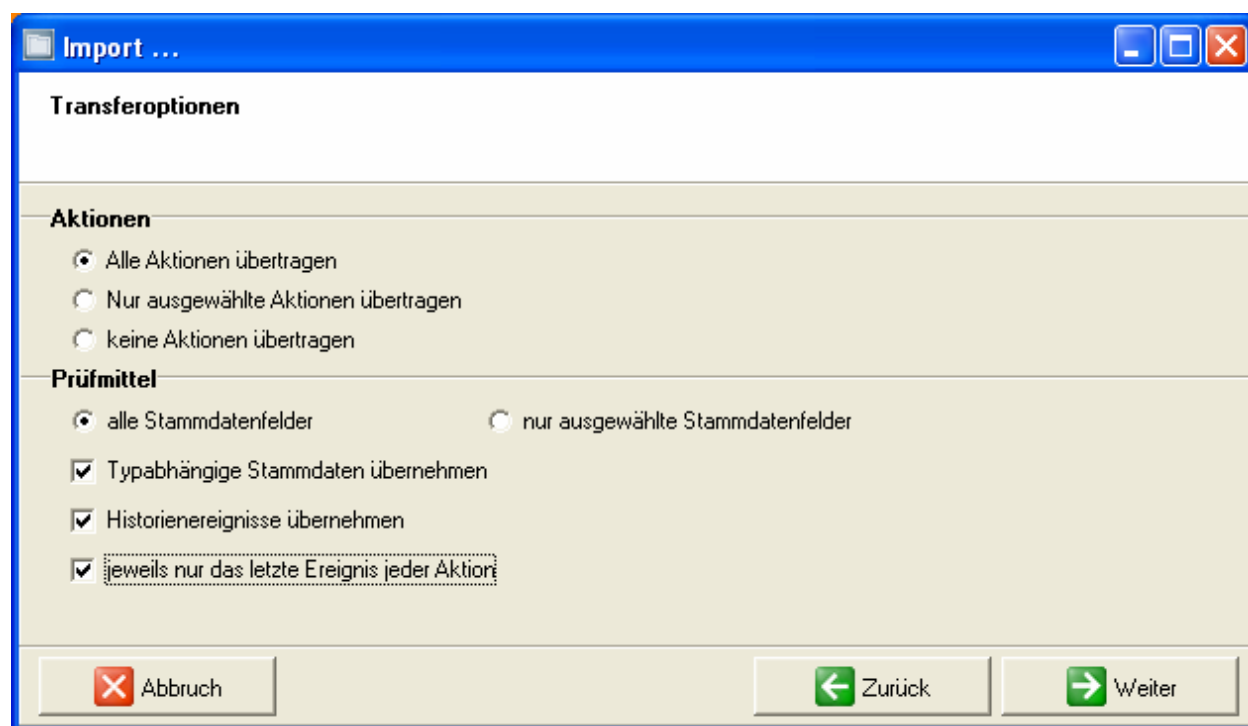 Import ...
Transferoptionen
Aktionen
Alle Aktionen übertragen
Nur ausgewählte Aktionen übertragen
keine Aktionen übertragen
Prüfmittel
alle Stammdatenfelder nur ausgewählte Stammdatenfelder
Typabhängige Stammdaten übernehmen
Historienereignisse übernehmen
jeweils nur das letzte Ereignis jeder Aktion
Abbruch Zurück Weiter